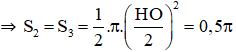 ⇒ S₂ = S₃ = 1/2 .π. (HO/2)² = 0,5π